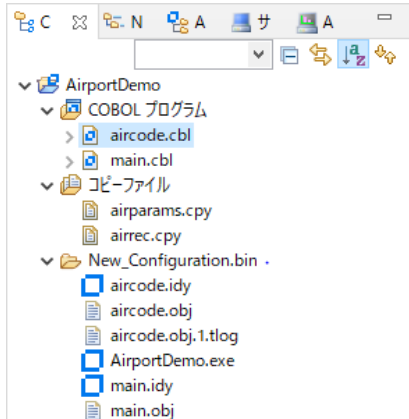 C N A サ A
AirportDemo
COBOL プログラム
aircode.cbl
main.cbl
コピーファイル
airparams.cpy
airrec.cpy
New_Configuration.bin
aircode.idy
aircode.obj
aircode.obj.1.tlog
AirportDemo.exe
main.idy
main.obj